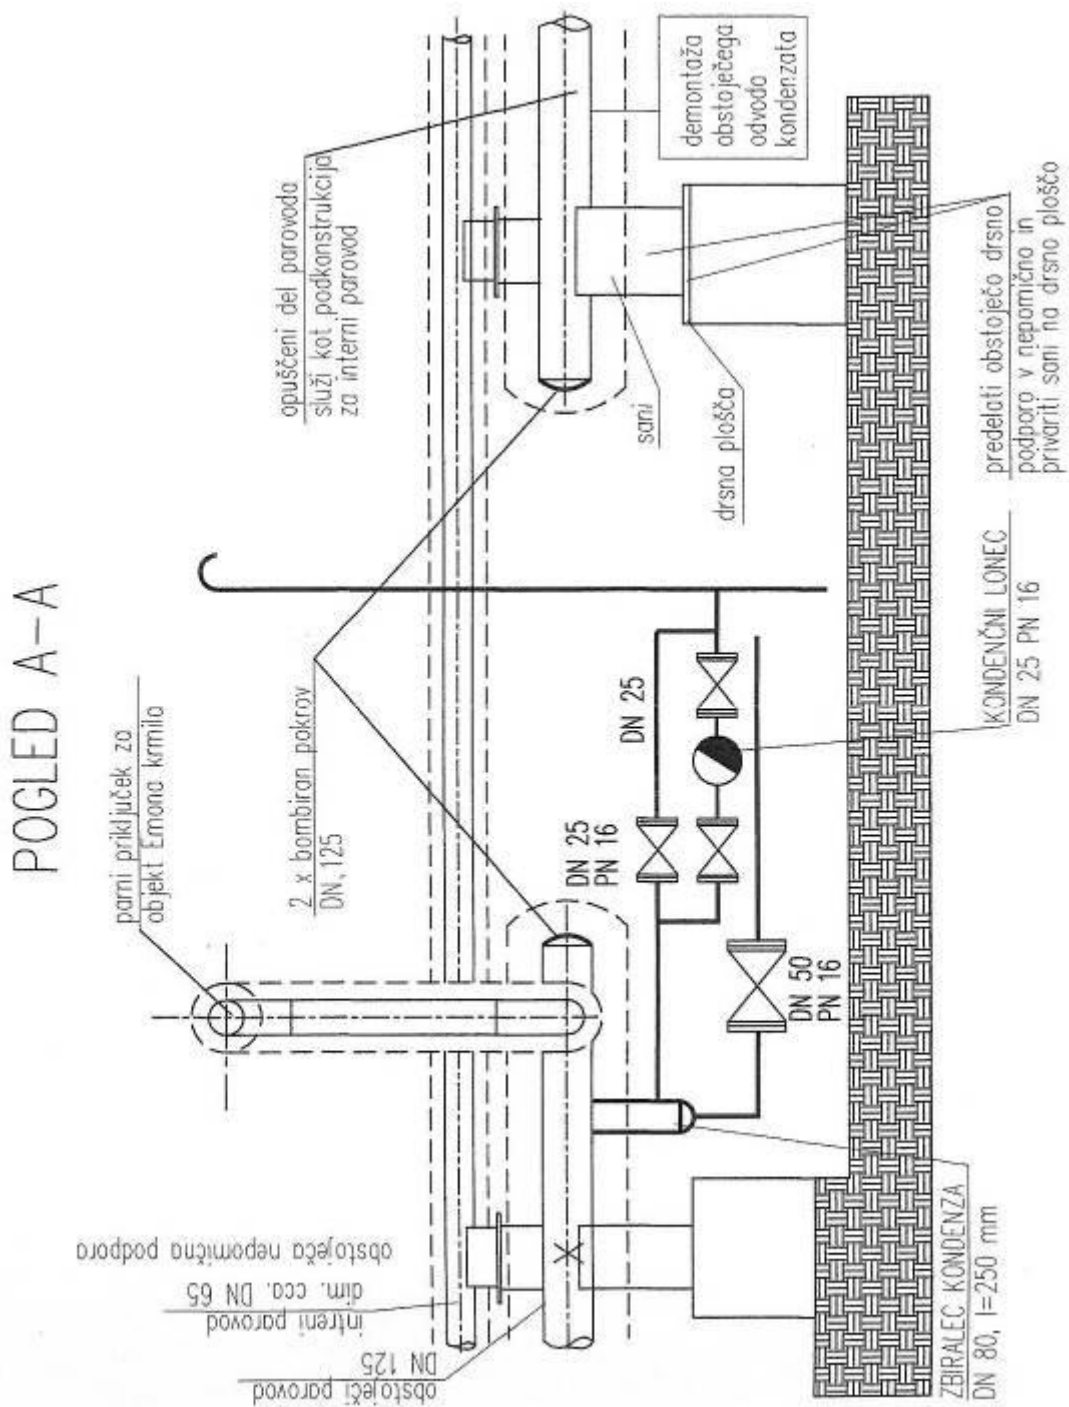 POGLED A-A
parni priključek za
objekt Emona krmila
2 x bombiran pokrov
DN 125
opuščeni del parovoda
služi kot podkonstrukcija
za interni parovod
demontaža
obstoječega
odvoda
kondenzata
obstoječi parovod
DN 125
intreni parovod
dim. cca. DN 65
obstoječa nepomična podpora
DN 25
PN 16
DN 25
DN 50
PN 16
sani
drsna plošča
ZBIRALEC KONDENZA
DN 80, l=250 mm
KONDENČNI LONEC
DN 25 PN 16
predelati obstoječo drsno
podporo v nepomično in
privariti sani na drsno ploščo